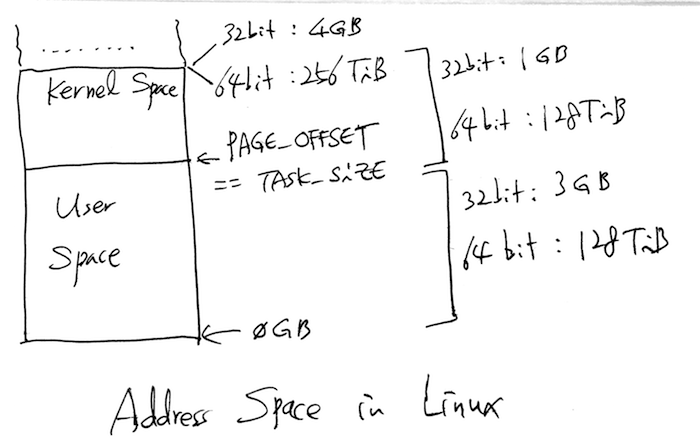 ........
32bit : 4GB
64bit : 256 TiB
Kernel Space
32bit : 1GB
64bit : 128TiB
PAGE_OFFSET
== TASK_SiZE
User
Space
32bit : 3GB
64 bit : 128TiB
0GB
Address Space in Linux